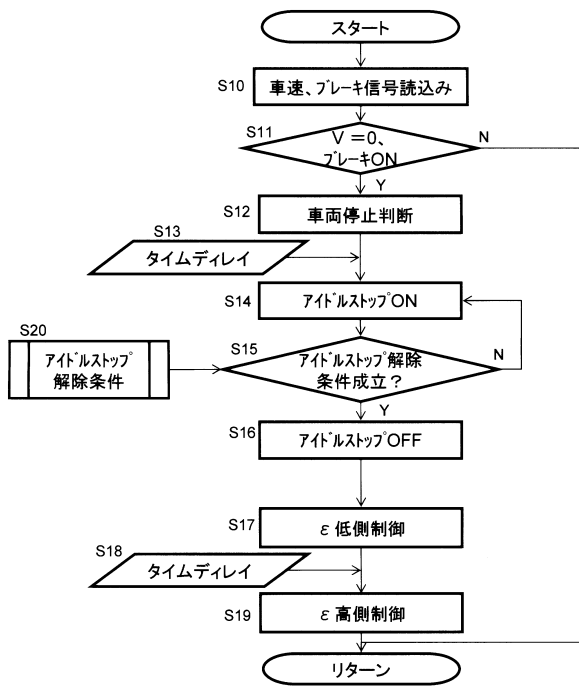 スタート
S10
車速、ブレーキ信号読込み
S11
V=0、
ブレーキON
N
Y
S12
車両停止判断
S13
タイムディレイ
S14
アイドルストップON
S20
アイドルストップ
解除条件
S15
アイドルストップ解除
条件成立?
N
Y
S16
アイドルストップOFF
S17
ε低側制御
S18
タイムディレイ
S19
ε高側制御
リターン